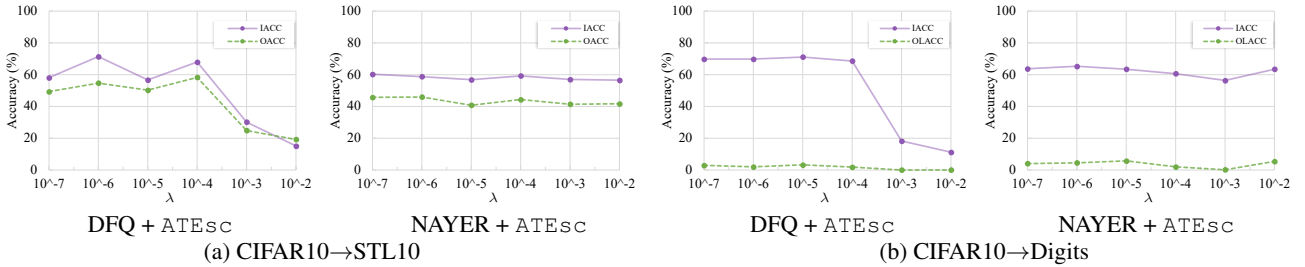 100
80
60
40
20
0
Accuracy (%)
IACC
OACC
10^-7 10^-6 10^-5 10^-4 10^-3 10^-2
λ
DFQ + ATEsc
100
80
60
40
20
0
Accuracy (%)
IACC
OACC
10^-7 10^-6 10^-5 10^-4 10^-3 10^-2
λ
NAYER + ATEsc
(a) CIFAR10→STL10
100
80
60
40
20
0
Accuracy (%)
IACC
OLACC
10^-7 10^-6 10^-5 10^-4 10^-3 10^-2
λ
DFQ + ATEsc
100
80
60
40
20
0
Accuracy (%)
IACC
OLACC
10^-7 10^-6 10^-5 10^-4 10^-3 10^-2
λ
NAYER + ATEsc
(b) CIFAR10→Digits